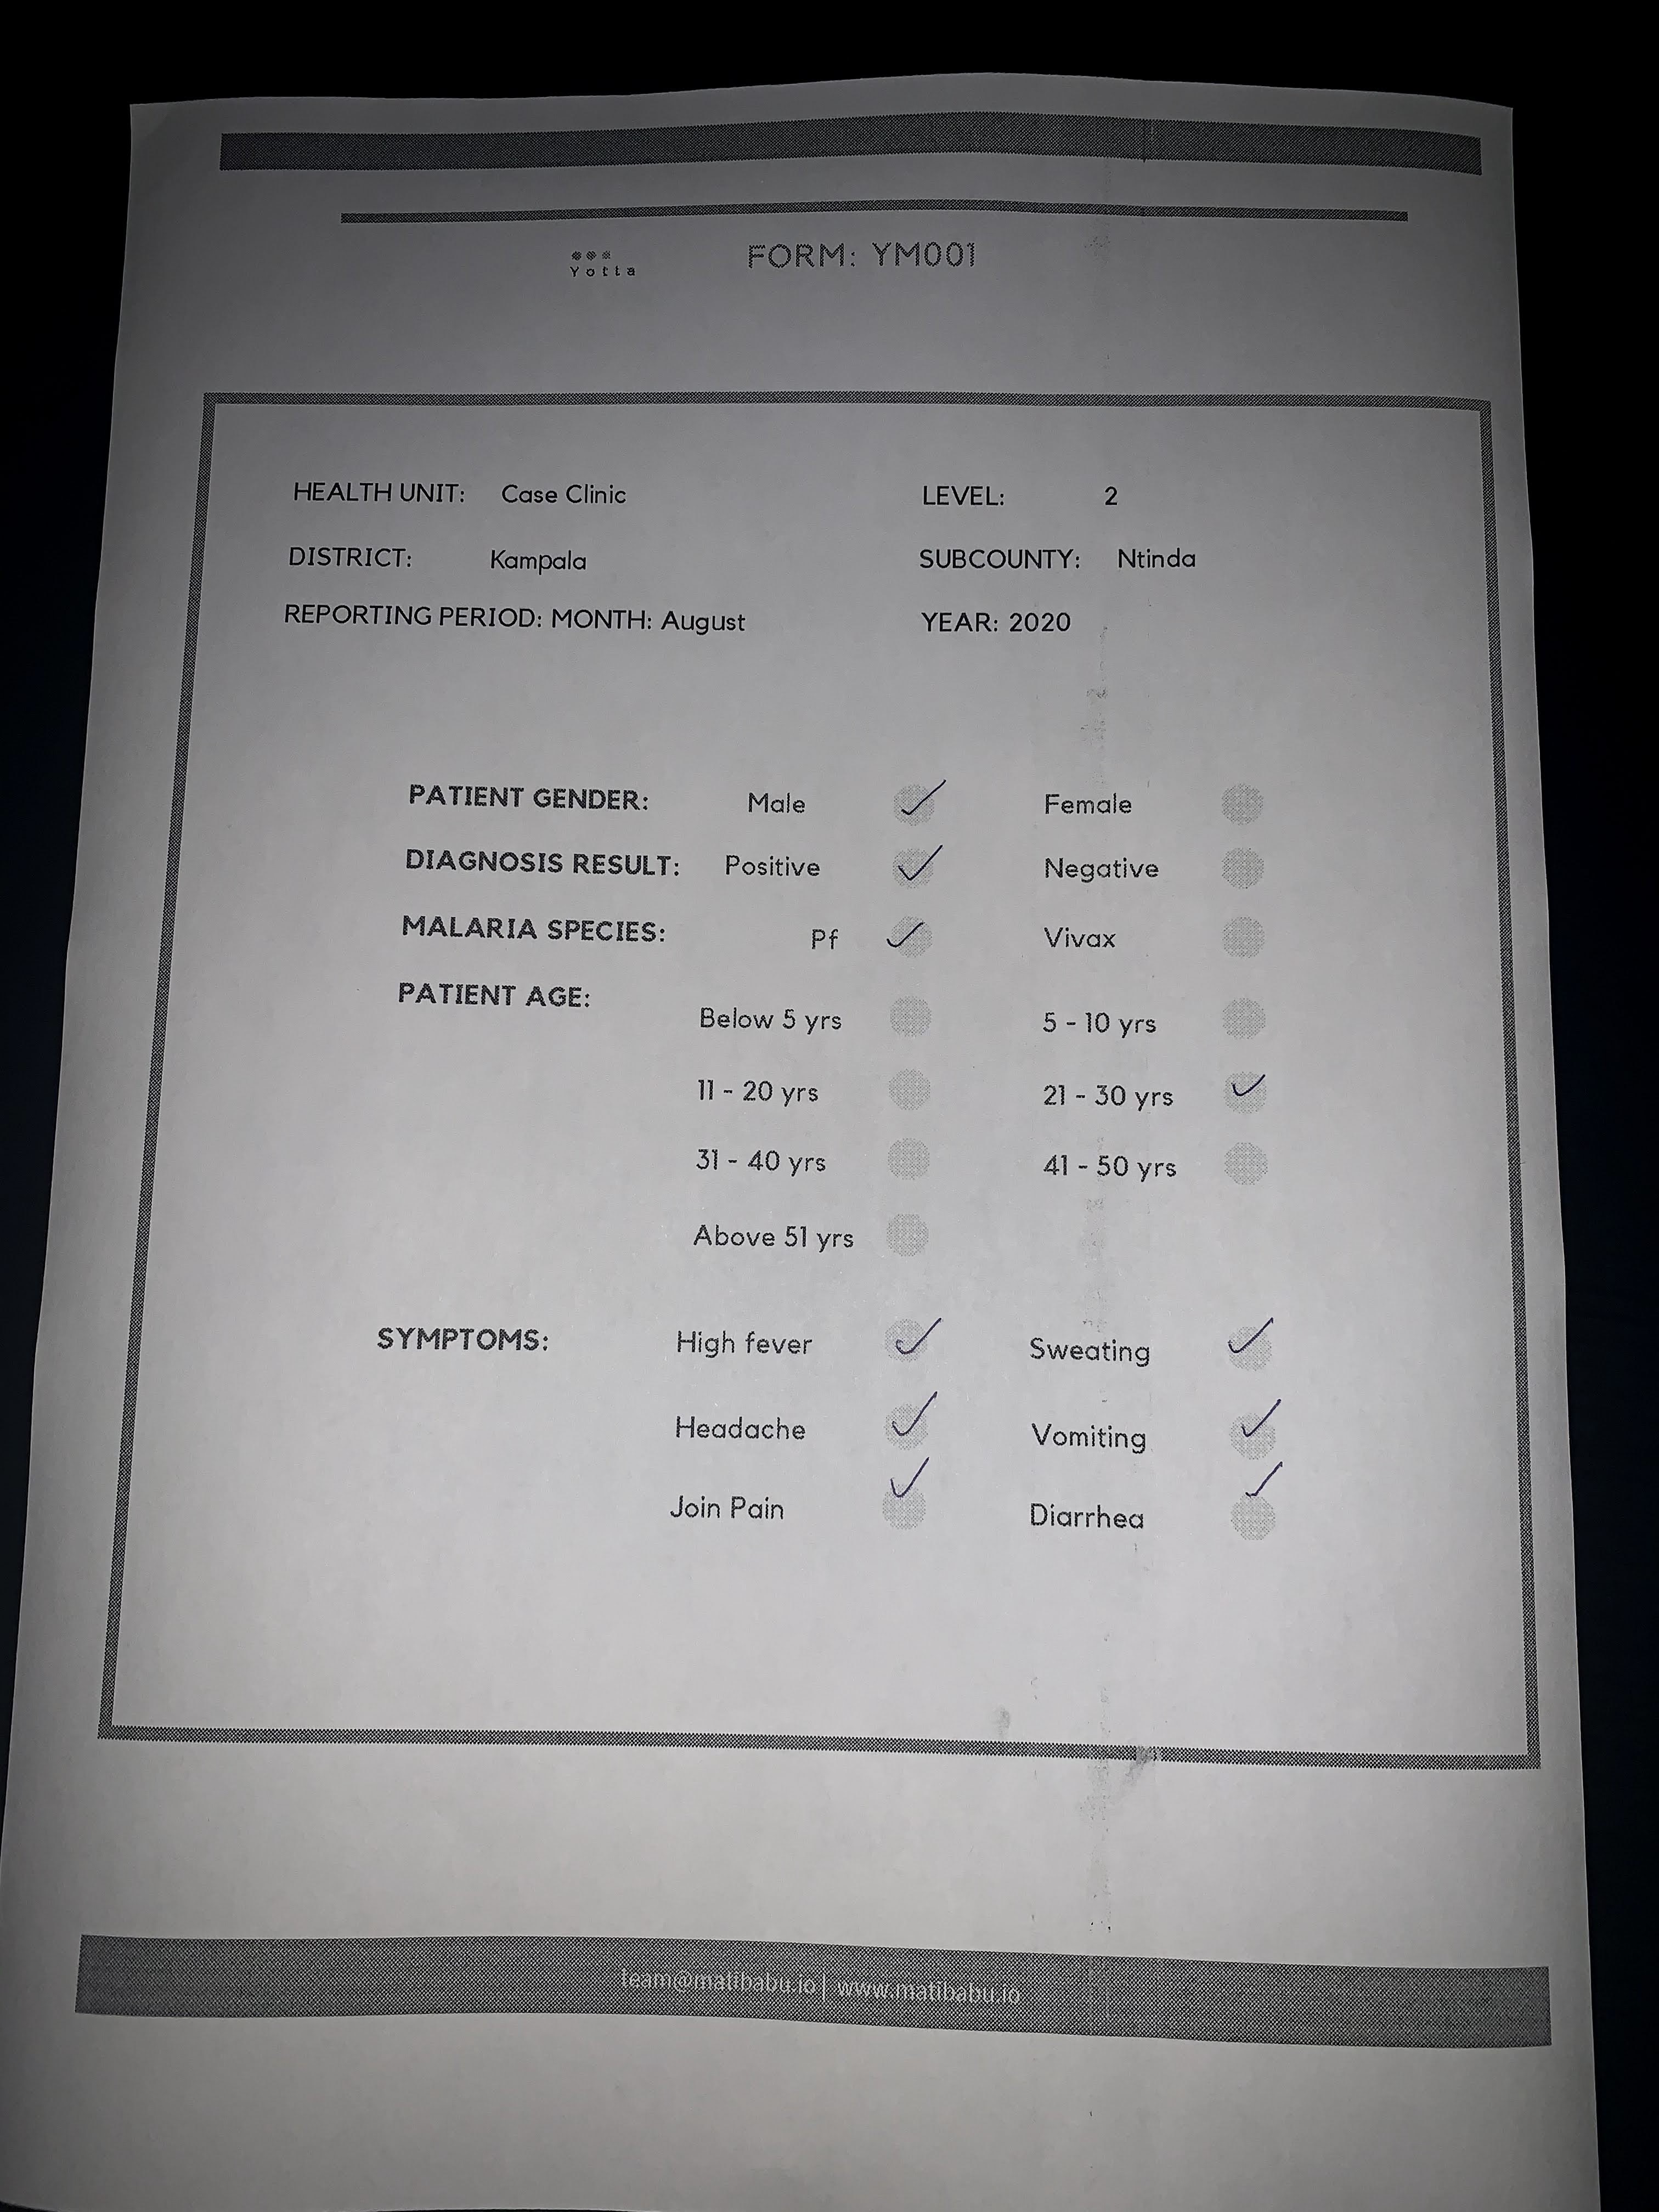 Yotta
FORM: YM001
HEALTH UNIT: Case Clinic LEVEL: 2
DISTRICT: Kampala SUBCOUNTY: Ntinda
REPORTING PERIOD: MONTH: August YEAR: 2020
PATIENT GENDER: Male ✓ Female
DIAGNOSIS RESULT: Positive ✓ Negative
MALARIA SPECIES: Pf ✓ Vivax
PATIENT AGE:
Below 5 yrs 5 - 10 yrs
11 - 20 yrs 21 - 30 yrs ✓
31 - 40 yrs 41 - 50 yrs
Above 51 yrs
SYMPTOMS: High fever ✓ Sweating ✓
Headache ✓ Vomiting ✓
Join Pain ✓ Diarrhea ✓
team@matibabu.io | www.matibabu.io